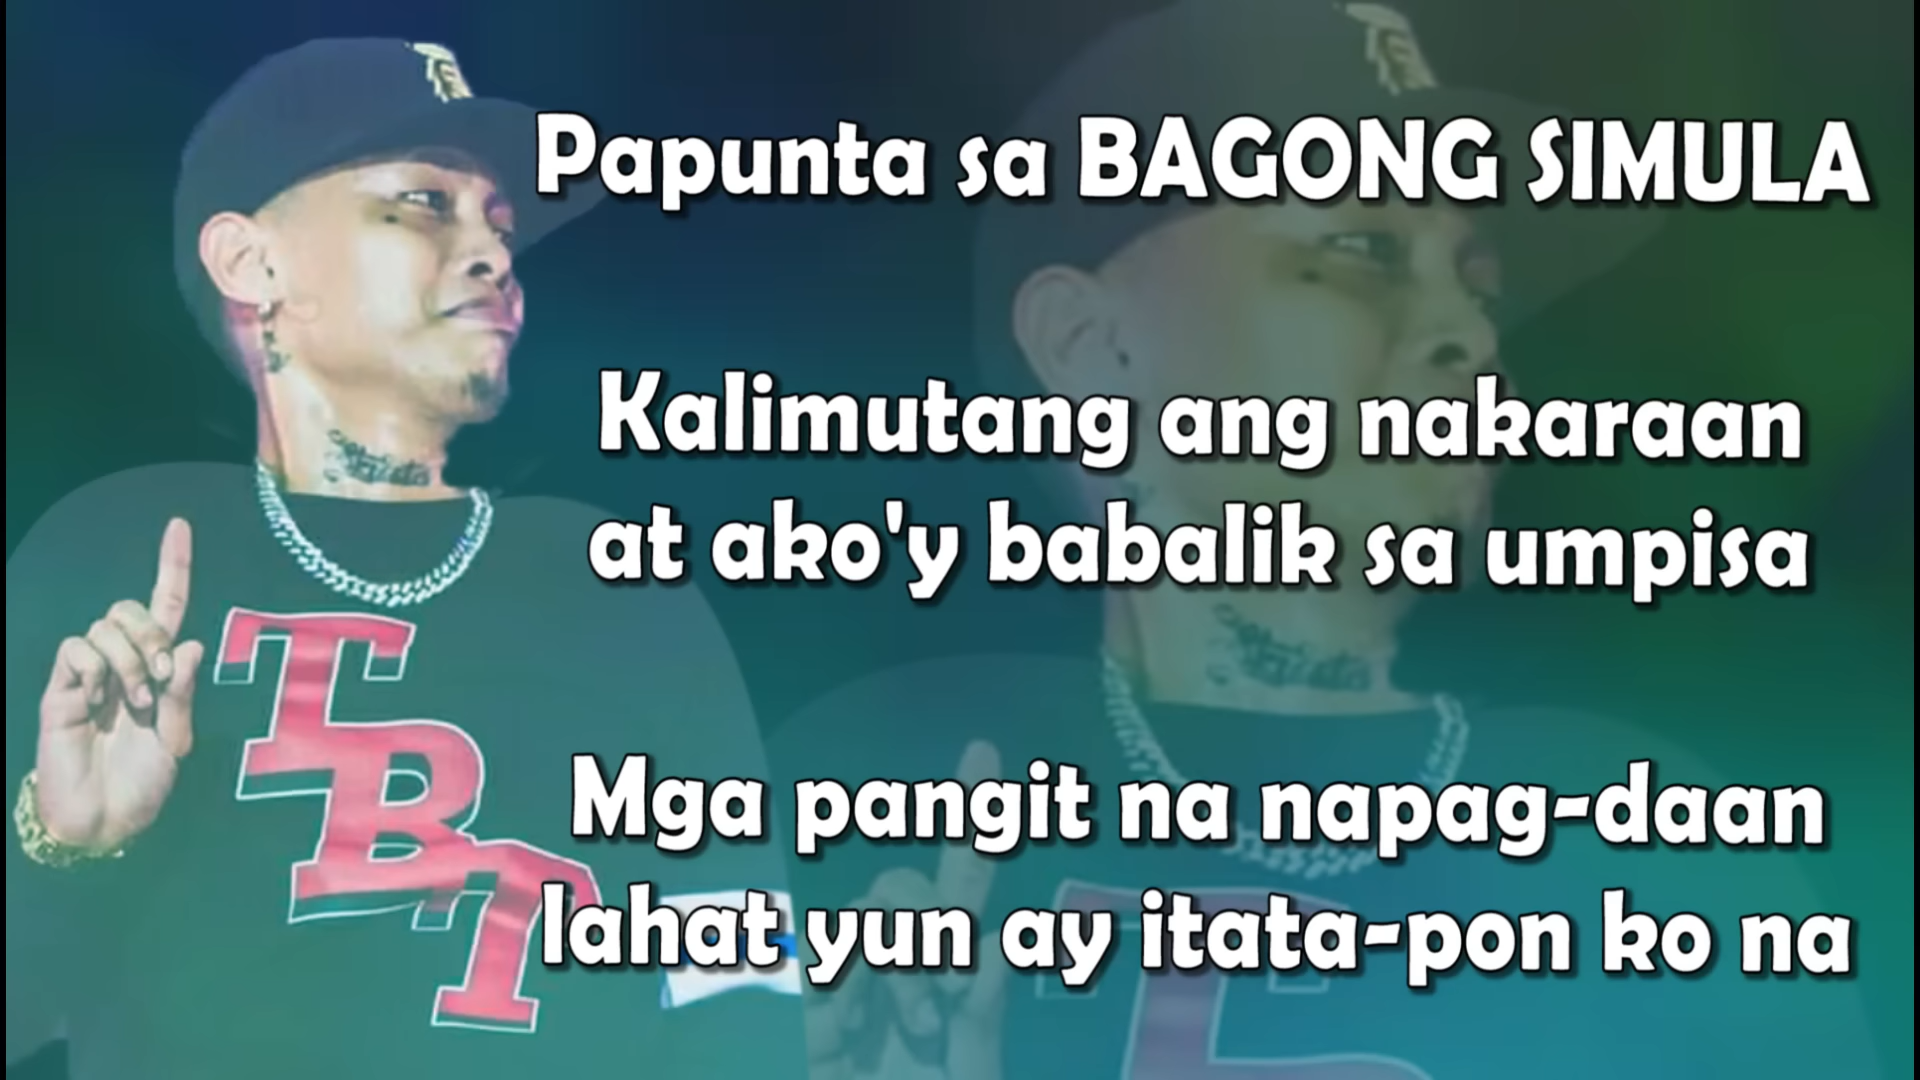 Papunta sa BAGONG SIMULA
Kalimutang ang nakaraan
at ako'y babalik sa umpisa
Mga pangit na napag-daan
lahat yun ay itata-pon ko na
TBT